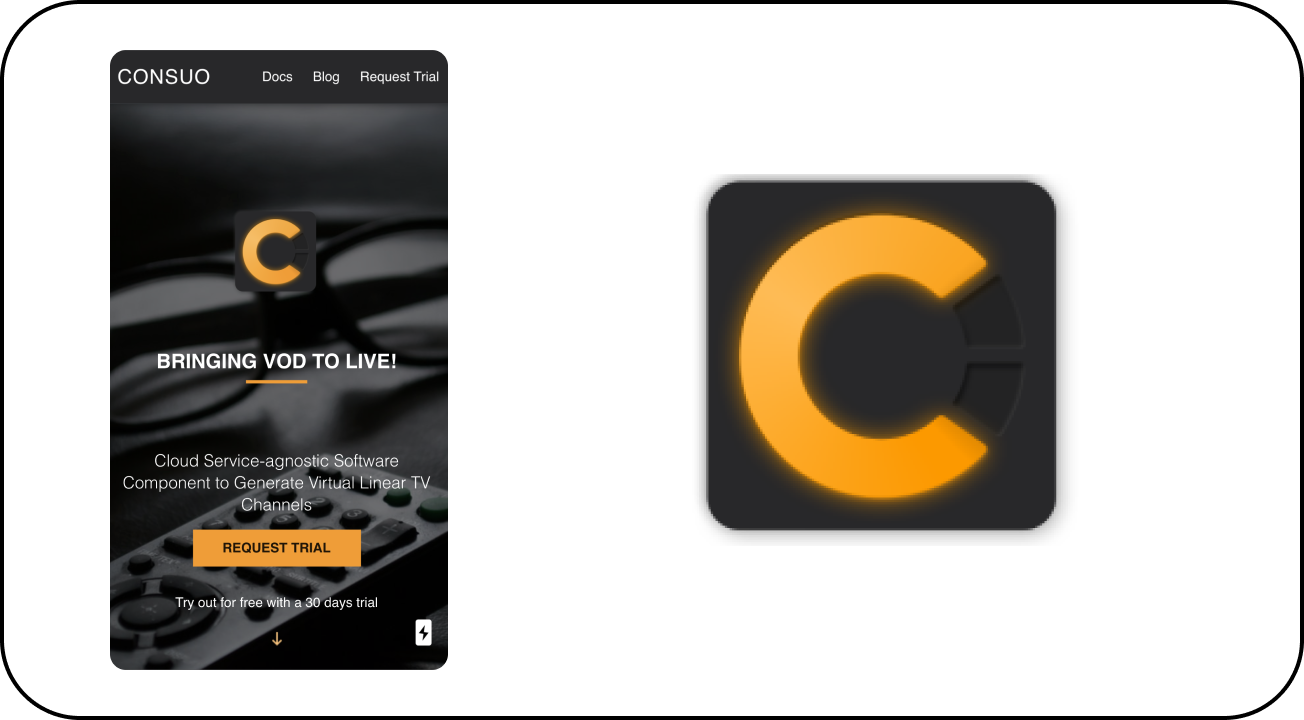 CONSUO
Docs
Blog
Request Trial
BRINGING VOD TO LIVE!
Cloud Service-agnostic Software
Component to Generate Virtual Linear TV
Channels
REQUEST TRIAL
Try out for free with a 30 days trial